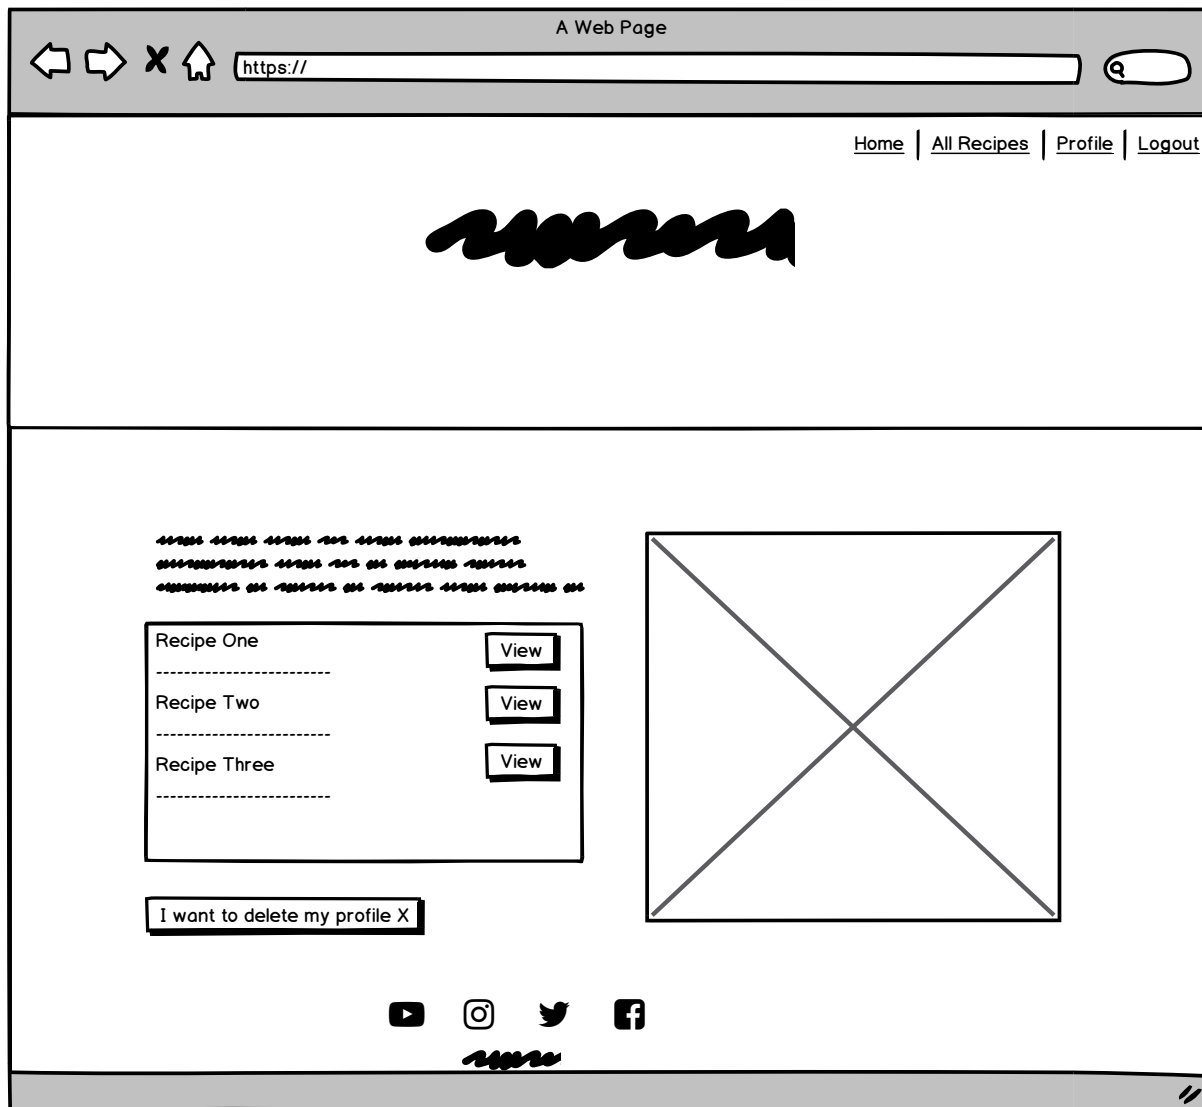 A Web Page
https://
Home All Recipes Profile Logout
Recipe One
View
--------------------------
Recipe Two
View
--------------------------
Recipe Three
View
--------------------------
I want to delete my profile X